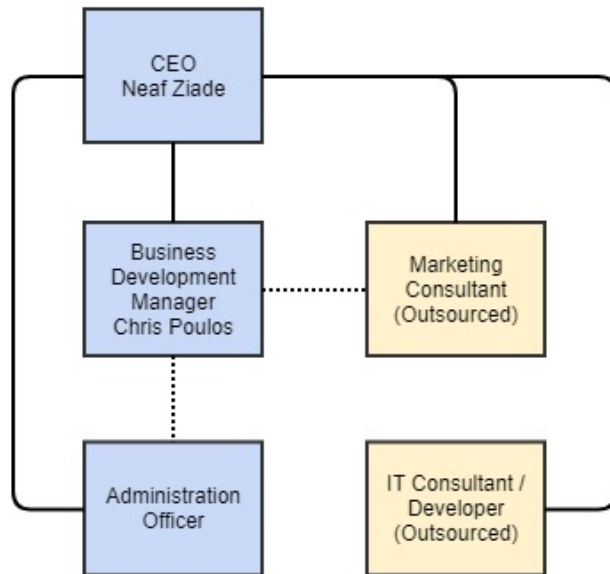 CEO
Neaf Ziade
Business
Development
Manager
Chris Poulos
Marketing
Consultant
(Outsourced)
Administration
Officer
IT Consultant /
Developer
(Outsourced)